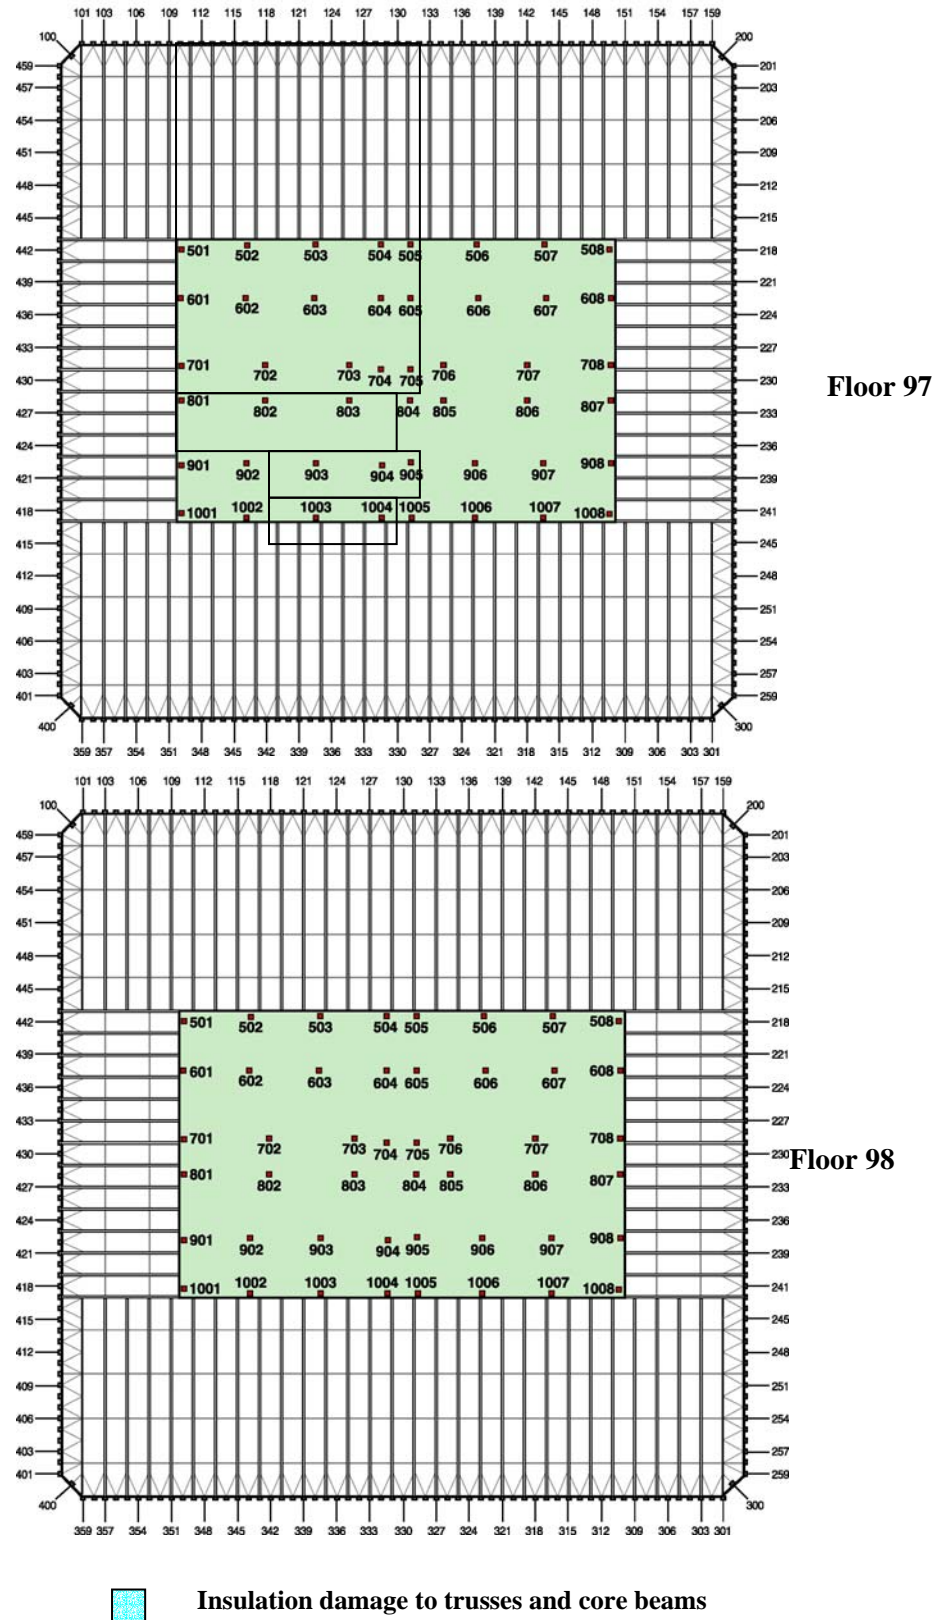 101 103 106 109 112 115 118 121 124 127 130 133 136 139 142 145 148 151 154 157 159
100 200
459 201
457 203
454 206
451 209
448 212
445 215
442 501 502 503 504 505 506 507 508 218
439 221
601 602 603 604 605 606 607 608
436 224
433 227
701 702 703 704 705 706 707 708
430 230
Floor 97
801 802 803 804 805 806 807
427 233
424 236
901 902 903 904 905 906 907 908
421 239
418 1001 1002 1003 1004 1005 1006 1007 1008 241
415 245
412 248
409 251
406 254
403 257
401 259
400 300
359 357 354 351 348 345 342 339 336 333 330 327 324 321 318 315 312 309 306 303 301
101 103 106 109 112 115 118 121 124 127 130 133 136 139 142 145 148 151 154 157 159
100 200
459 201
457 203
454 206
451 209
448 212
445 215
442 501 502 503 504 505 506 507 508 218
439 221
601 602 603 604 605 606 607 608
436 224
433 227
701 702 703 704 705 706 707 708
430 230
Floor 98
801 802 803 804 805 806 807
427 233
424 236
901 902 903 904 905 906 907 908
421 239
418 1001 1002 1003 1004 1005 1006 1007 1008 241
415 245
412 248
409 251
406 254
403 257
401 259
400 300
359 357 354 351 348 345 342 339 336 333 330 327 324 321 318 315 312 309 306 303 301
Insulation damage to trusses and core beams